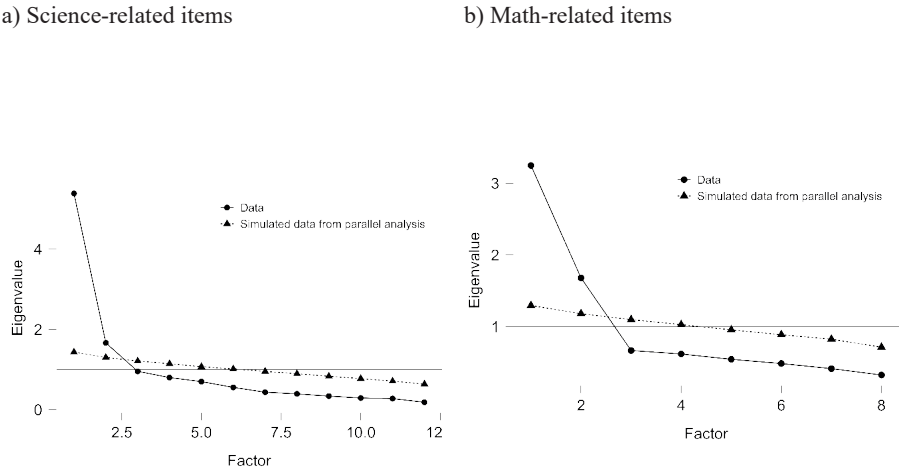 a) Science-related items
b) Math-related items
Data
Simulated data from parallel analysis
4
2
0
Eigenvalue
2.5 5.0 7.5 10.0 12
Factor
Data
Simulated data from parallel analysis
3
2
1
Eigenvalue
2 4 6 8
Factor